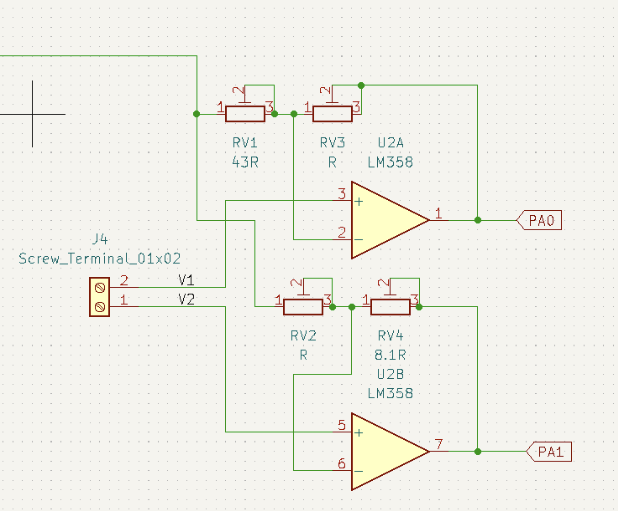 2
2
1
3
1
3
RV1
RV3
U2A
43R
R
LM358
3
+
1
PA0
2
-
J4
Screw_Terminal_01x02
2
V1
1
V2
2
2
1
3
1
3
RV2
RV4
R
8.1R
U2B
LM358
5
+
7
PA1
6
-